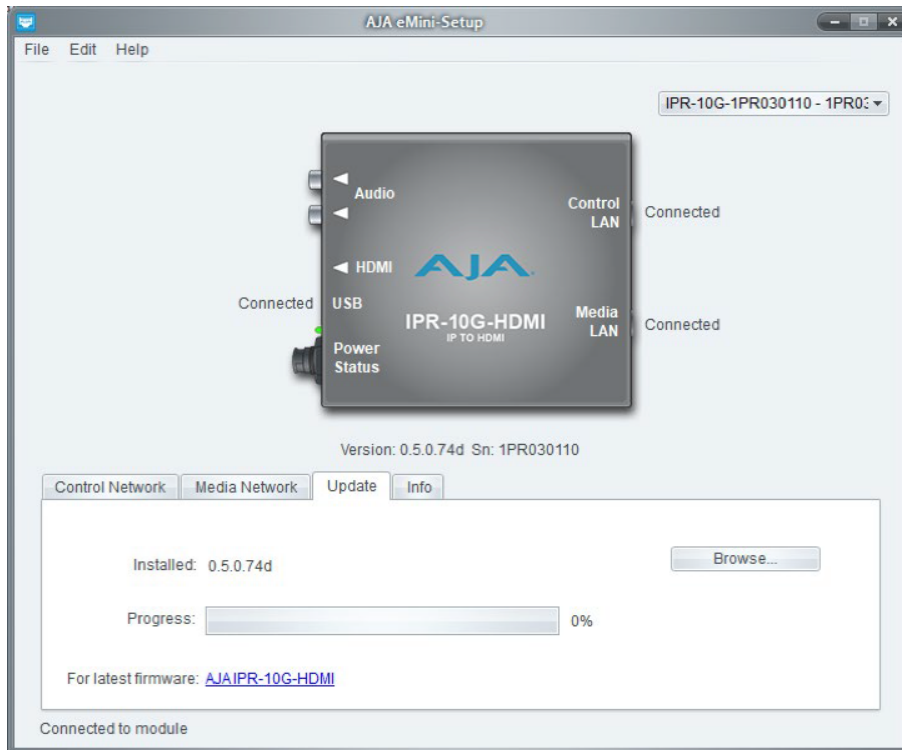 AJA eMini-Setup
File Edit Help
IPR-10G-1PR030110 - 1PR03
Audio
Control
LAN
Connected
HDMI
AJA
Connected
USB
IPR-10G-HDMI
IP TO HDMI
Media
LAN
Connected
Power
Status
Version: 0.5.0.74d Sn: 1PR030110
Control Network Media Network Update Info
Installed: 0.5.0.74d
Browse...
Progress: 0%
For latest firmware: AJA IPR-10G-HDMI
Connected to module